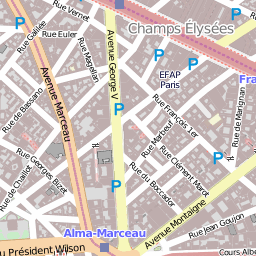 Rue Galilée
Rue Vernet
Champs Élysées
Rue Euler
Avenue George V
Rue Magellan
EFAP
Paris
Fra
Avenue Marceau
Rue de Bassano
Rue François 1er
Rue de Marignan
Rue Marbeuf
Rue Clément Marot
Rue Georges Bizet
Rue de Chaillot
Rue du Boccador
Avenue Montaigne
Alma-Marceau
Rue Jean Goujon
u Président Wilson
Cours Albe
P
P
P
P